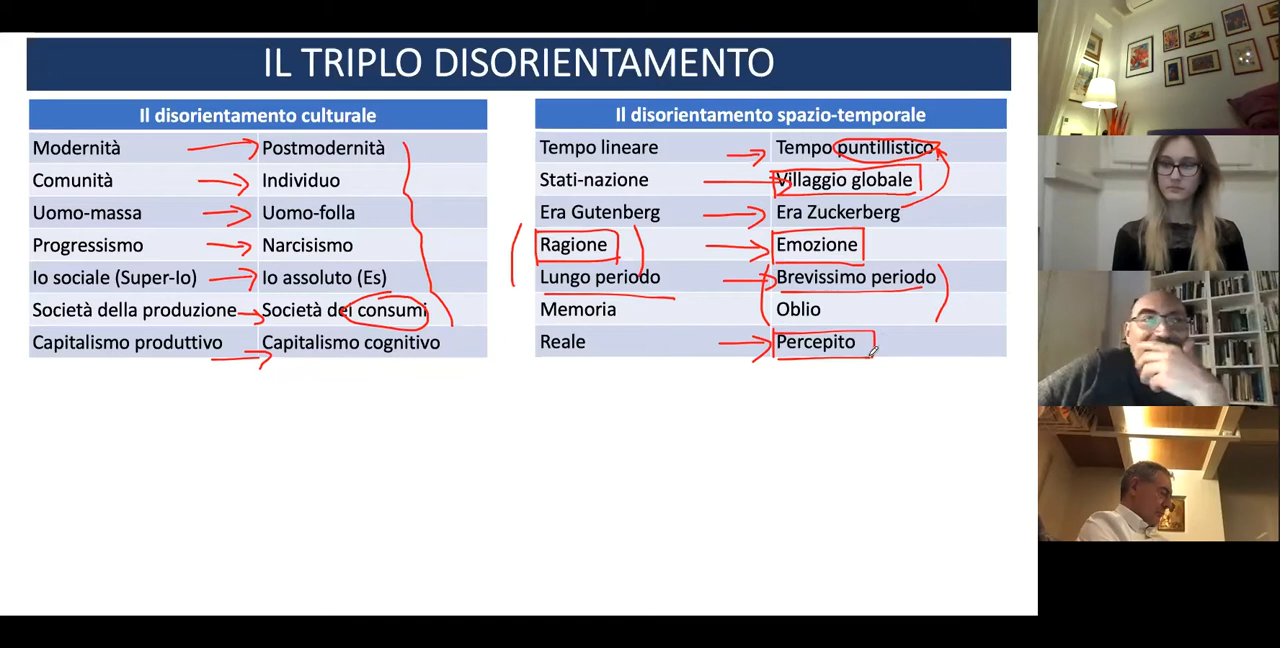 IL TRIPLO DISORIENTAMENTO
Il disorientamento culturale
Modernità Postmodernità
Comunità Individuo
Uomo-massa Uomo-folla
Progressismo Narcisismo
Io sociale (Super-Io) Io assoluto (Es)
Società della produzione Società dei consumi
Capitalismo produttivo Capitalismo cognitivo
Il disorientamento spazio-temporale
Tempo lineare Tempo puntillistico
Stati-nazione Villaggio globale
Era Gutenberg Era Zuckerberg
Ragione Emozione
Lungo periodo Brevissimo periodo
Memoria Oblio
Reale Percepito